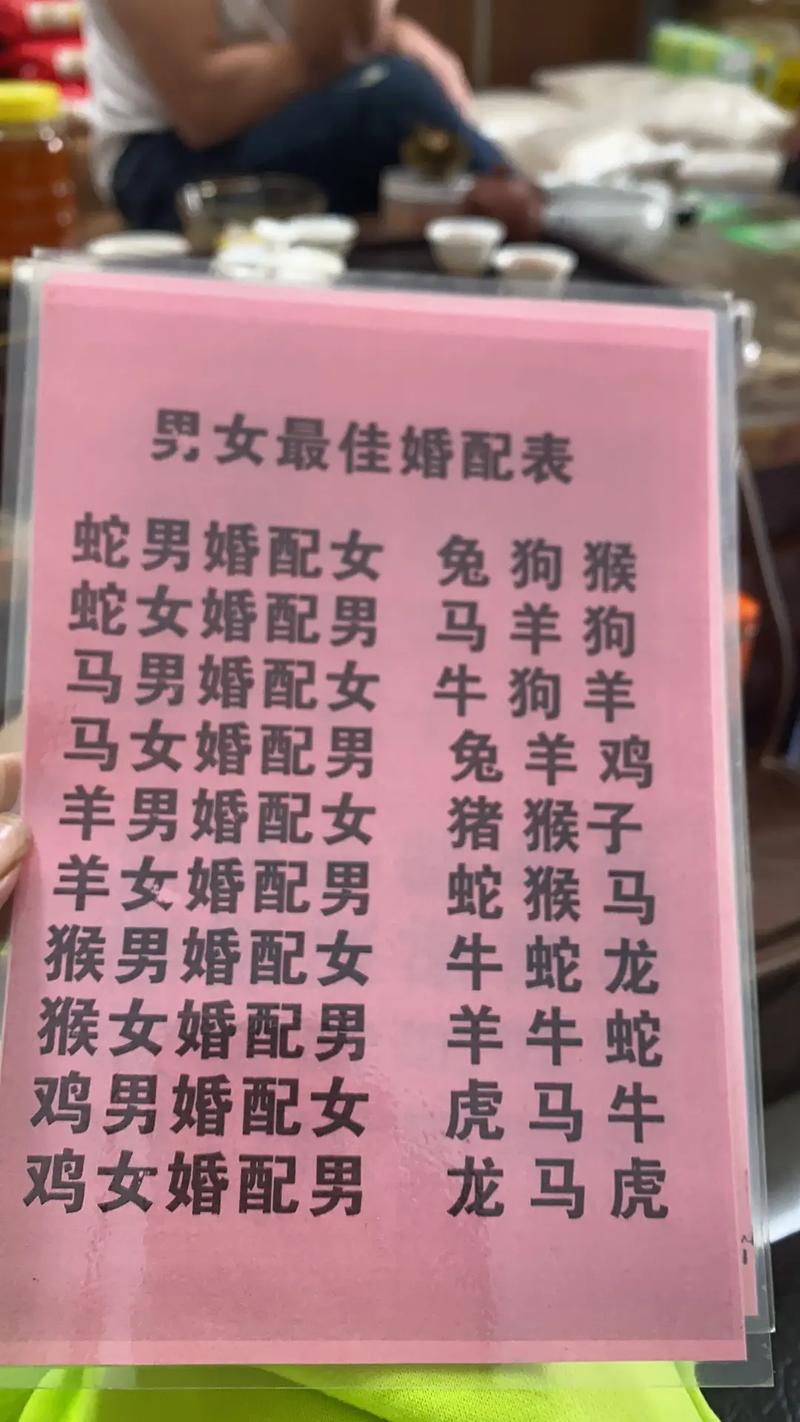 男女最佳婚配表
蛇男婚配女 兔 狗 猴
蛇女婚配男 马 羊 狗
马男婚配女 牛 狗 羊
马女婚配男 兔 羊 鸡
羊男婚配女 猪 猴 子
羊女婚配男 蛇 猴 马
猴男婚配女 牛 蛇 龙
猴女婚配男 羊 牛 蛇
鸡男婚配女 虎 马 牛
鸡女婚配男 龙 马 虎